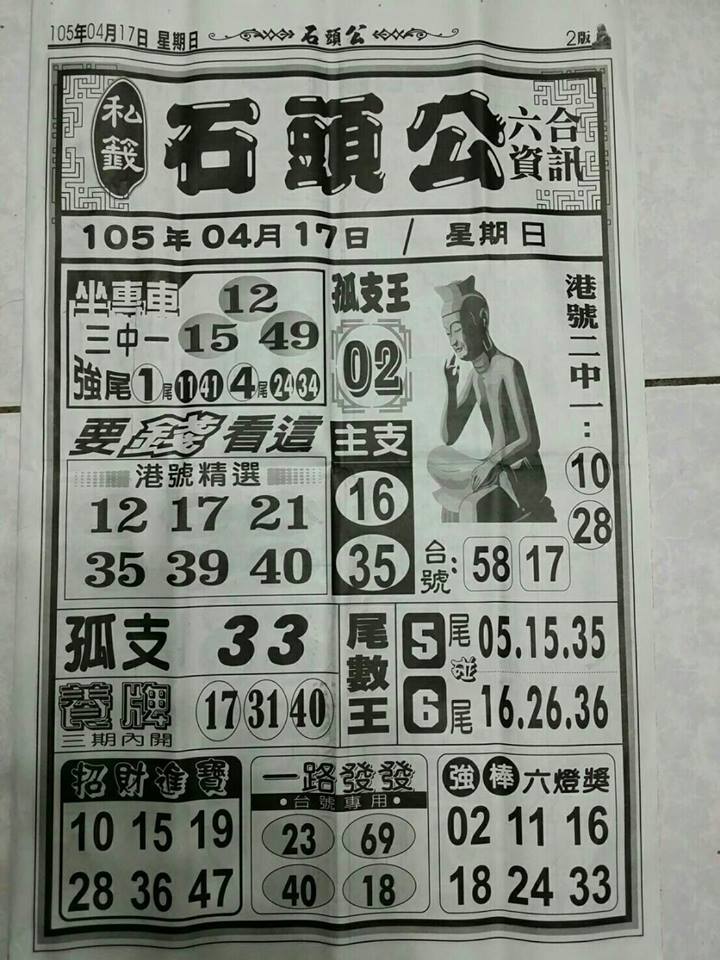 105年04月17日 星期日
石頭公
2版
私籤
石頭公
六合
資訊
105年04月17日 / 星期日
坐專車
三中一
12
15 49
強尾 1尾 11 41 4尾 24 34
孤支王
02
港號二中一:
10
28
要錢看這
港號精選
12 17 21
35 39 40
主支
16
35
台號: 58 17
孤支 33
養牌
三期內開
17 31 40
尾數王
5尾 05.15.35
碰
6尾 16.26.36
招財進寶
10 15 19
28 36 47
一路發發
•台號專用•
23 69
40 18
強棒六燈獎
02 11 16
18 24 33